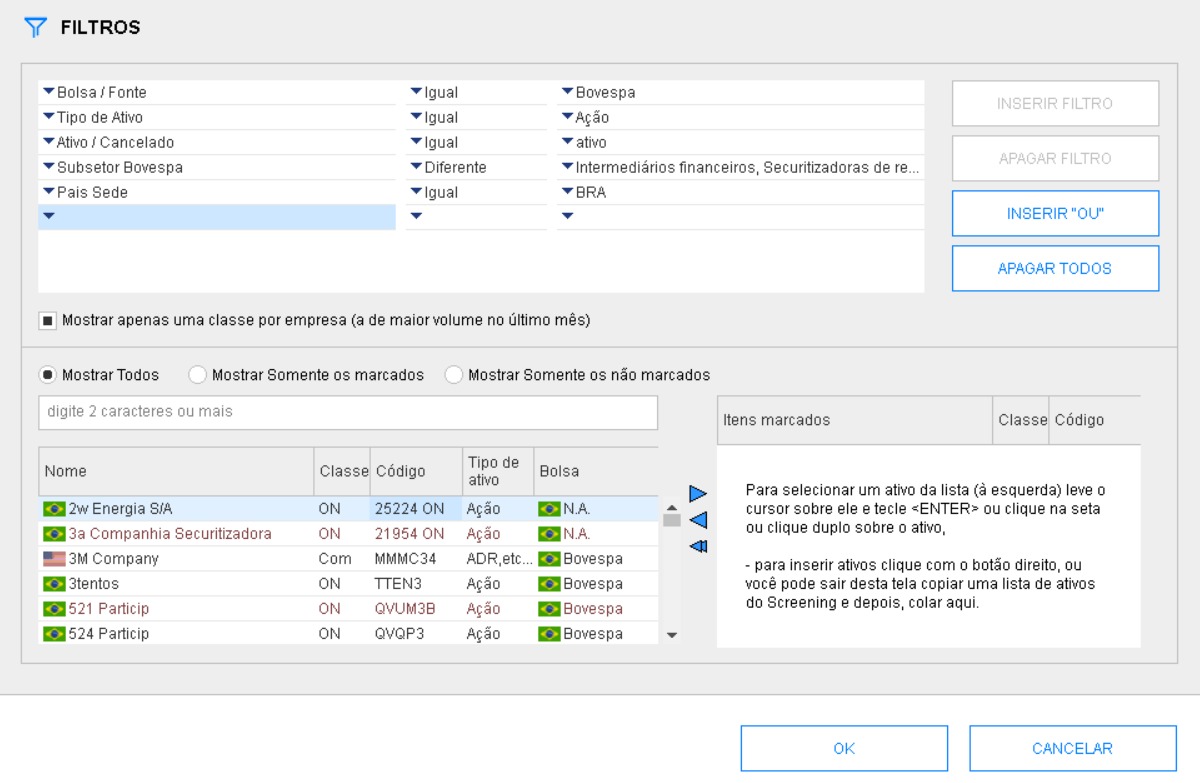 FILTROS
Bolsa / Fonte Igual Bovespa
Tipo de Ativo Igual Ação
Ativo / Cancelado Igual ativo
Subsetor Bovespa Diferente Intermediários financeiros, Securitizadoras de re...
Pais Sede Igual BRA
INSERIR FILTRO
APAGAR FILTRO
INSERIR "OU"
APAGAR TODOS
Mostrar apenas uma classe por empresa (a de maior volume no último mês)
Mostrar Todos Mostrar Somente os marcados Mostrar Somente os não marcados
digite 2 caracteres ou mais
Nome Classe Código Tipo de ativo Bolsa
2w Energia S/A ON 25224 ON Ação N.A.
3a Companhia Securitizadora ON 21954 ON Ação N.A.
3M Company Com MMMC34 ADR,etc... Bovespa
3tentos ON TTEN3 Ação Bovespa
521 Particip ON QVUM3B Ação Bovespa
524 Particip ON QVQP3 Ação Bovespa
Itens marcados Classe Código
Para selecionar um ativo da lista (à esquerda) leve o
cursor sobre ele e tecle <ENTER> ou clique na seta
ou clique duplo sobre o ativo,
- para inserir ativos clique com o botão direito, ou
você pode sair desta tela copiar uma lista de ativos
do Screening e depois, colar aqui.
OK
CANCELAR